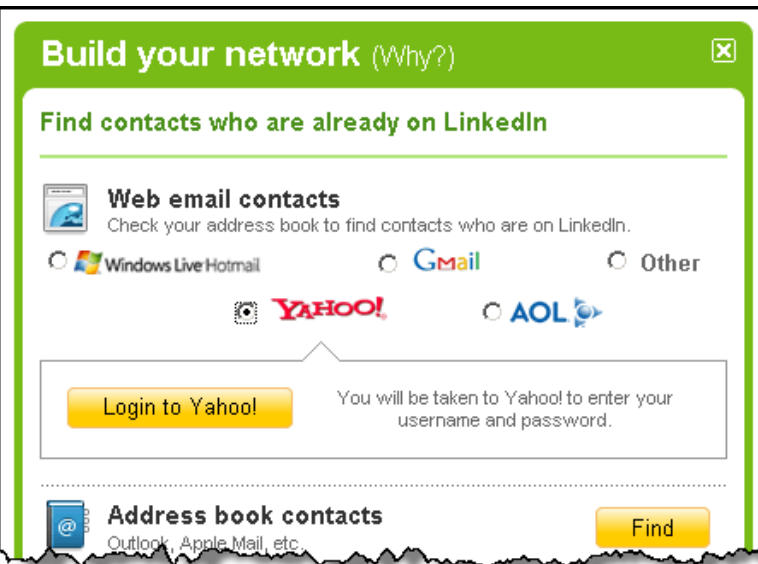 Build your network (Why?)
Find contacts who are already on LinkedIn
Web email contacts
Check your address book to find contacts who are on LinkedIn.
Windows Live Hotmail Gmail Other
YAHOO! AOL
Login to Yahoo!
You will be taken to Yahoo! to enter your
username and password.
@
Address book contacts
Find
Outlook, Apple Mail, etc.